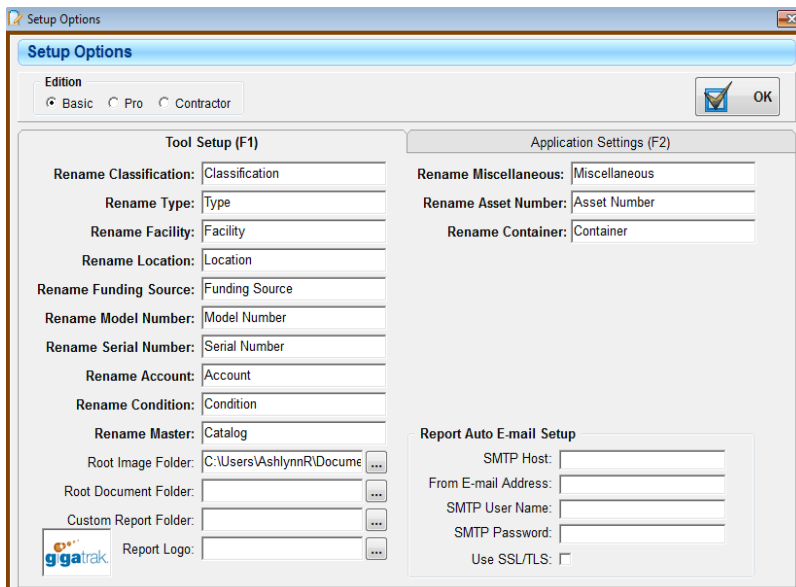 Setup Options
Setup Options
Edition
Basic Pro Contractor
OK
Tool Setup (F1)
Application Settings (F2)
Rename Classification: Classification
Rename Type: Type
Rename Facility: Facility
Rename Location: Location
Rename Funding Source: Funding Source
Rename Model Number: Model Number
Rename Serial Number: Serial Number
Rename Account: Account
Rename Condition: Condition
Rename Master: Catalog
Root Image Folder: C:\Users\AshlynnR\Docume ...
Root Document Folder: ...
Custom Report Folder: ...
gigatrak
Report Logo: ...
Rename Miscellaneous: Miscellaneous
Rename Asset Number: Asset Number
Rename Container: Container
Report Auto E-mail Setup
SMTP Host:
From E-mail Address:
SMTP User Name:
SMTP Password:
Use SSL/TLS: